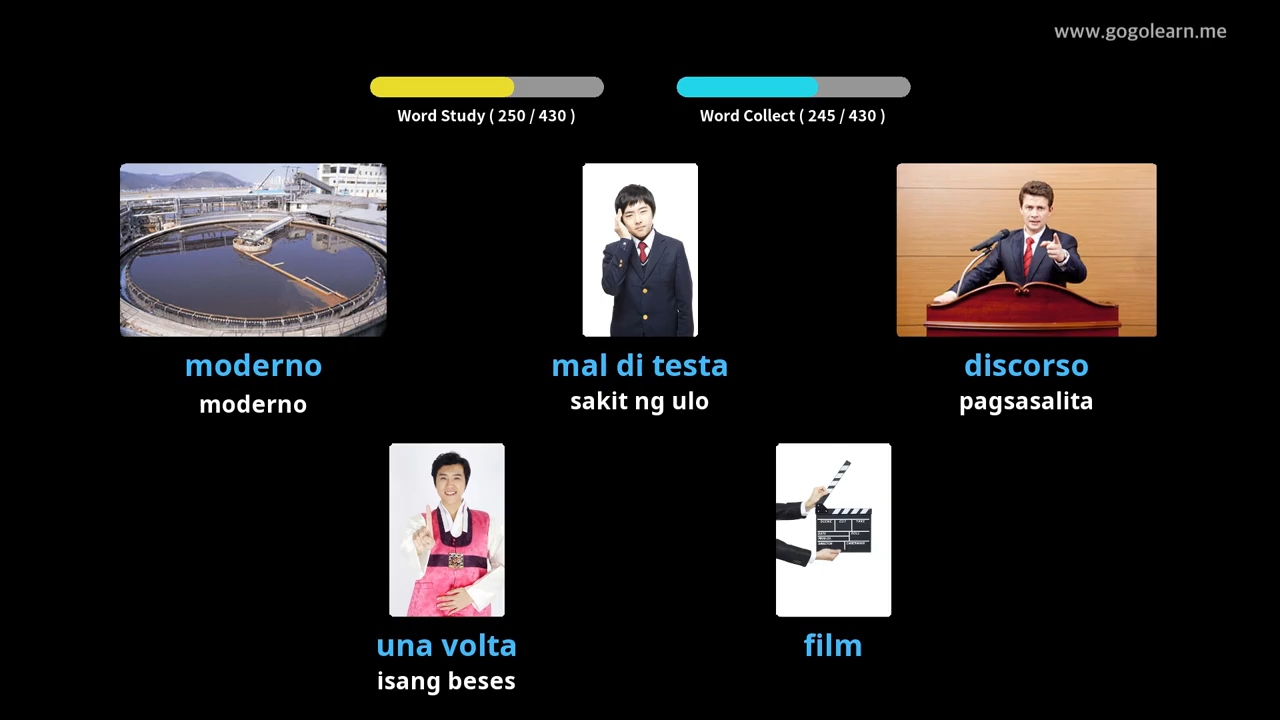 www.gogolearn.me
Word Study ( 250 / 430 )
Word Collect ( 245 / 430 )
moderno
moderno
mal di testa
sakit ng ulo
discorso
pagsasalita
una volta
isang beses
film